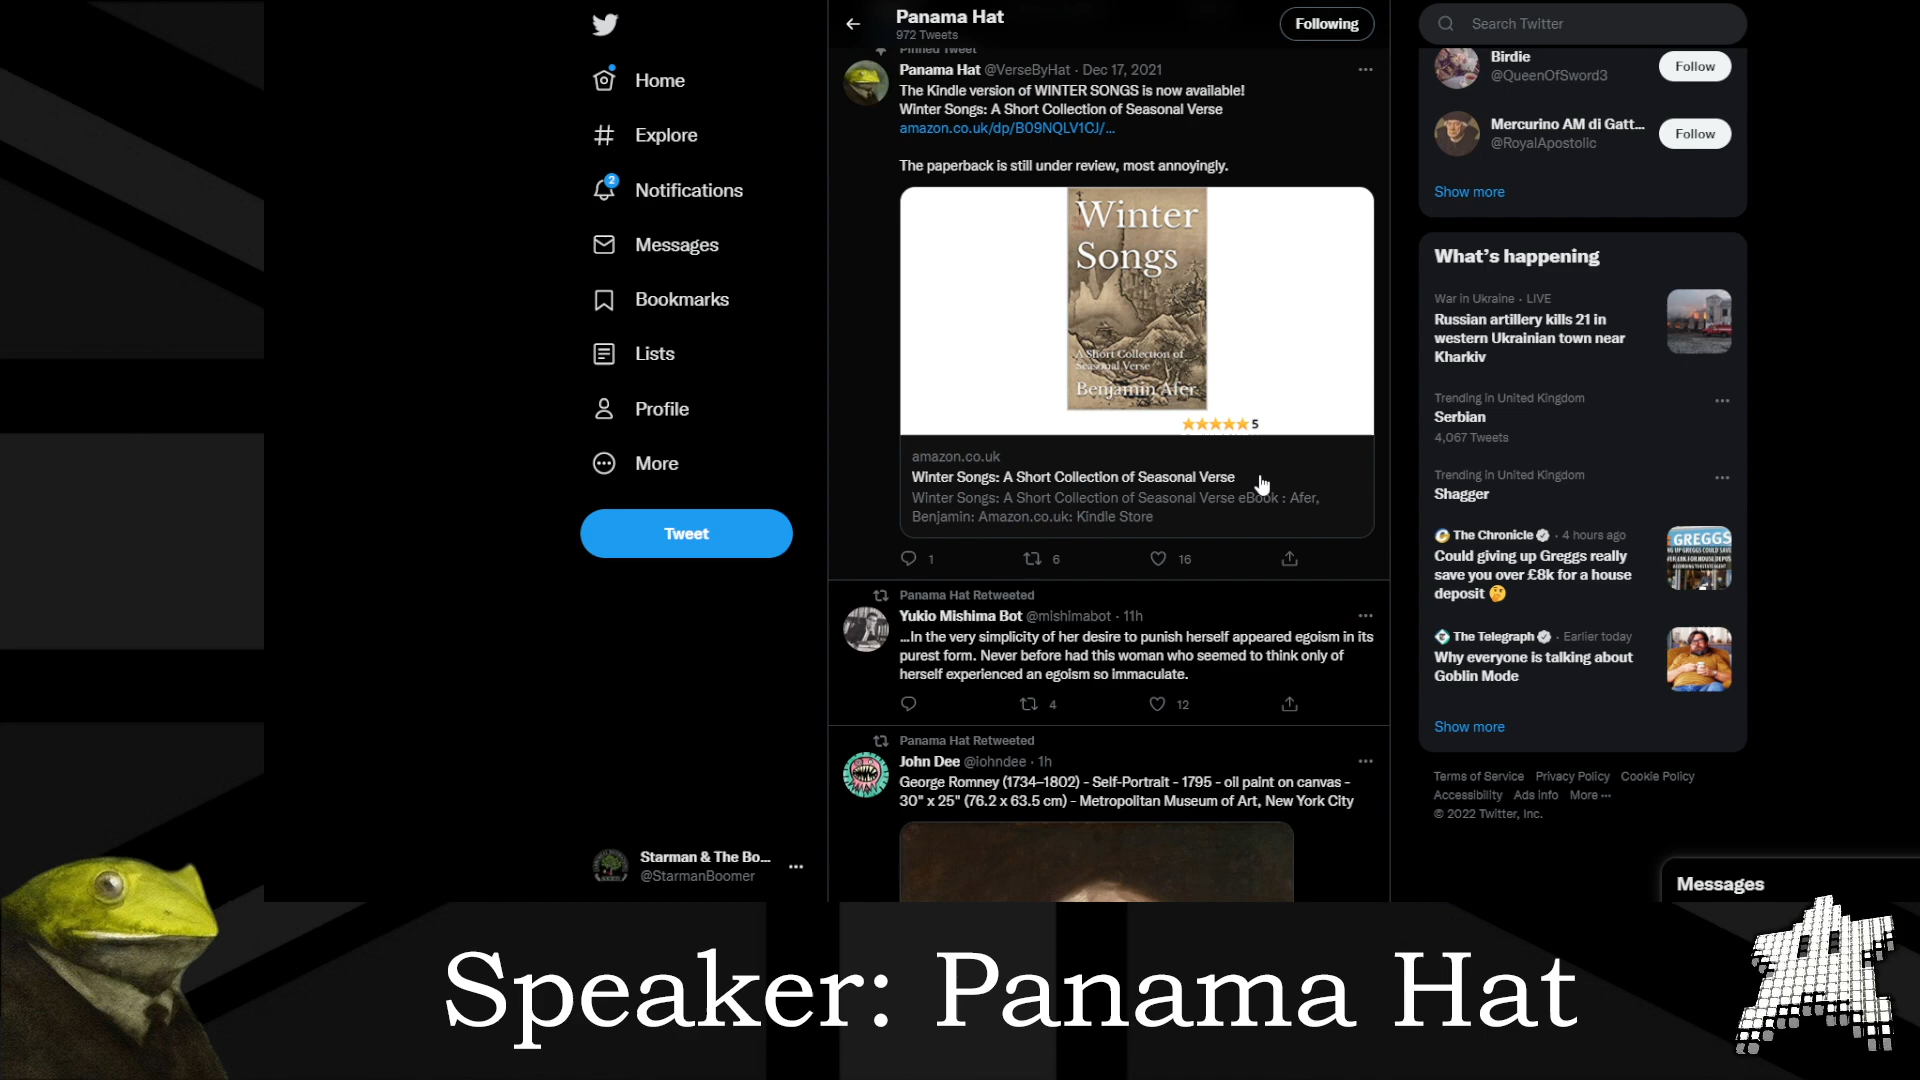 Home
Explore
2
Notifications
Messages
Bookmarks
Lists
Profile
More
Tweet
Starman & The Bo...
@StarmanBoomer
Panama Hat
972 Tweets
Following
Pinned Tweet
Panama Hat @VerseByHat · Dec 17, 2021
The Kindle version of WINTER SONGS is now available!
Winter Songs: A Short Collection of Seasonal Verse
amazon.co.uk/dp/B09NQLV1CJ/...
The paperback is still under review, most annoyingly.
Winter
Songs
A Short Collection of
Seasonal Verse
Benjamin Afer
5
amazon.co.uk
Winter Songs: A Short Collection of Seasonal Verse
Winter Songs: A Short Collection of Seasonal Verse eBook : Afer,
Benjamin: Amazon.co.uk: Kindle Store
1
6
16
Panama Hat Retweeted
Yukio Mishima Bot @mishimabot · 11h
...In the very simplicity of her desire to punish herself appeared egoism in its
purest form. Never before had this woman who seemed to think only of
herself experienced an egoism so immaculate.
4
12
Panama Hat Retweeted
John Dee @iohndee · 1h
George Romney (1734–1802) - Self-Portrait - 1795 - oil paint on canvas -
30" x 25" (76.2 x 63.5 cm) - Metropolitan Museum of Art, New York City
Search Twitter
Birdie
@QueenOfSword3
Follow
Mercurino AM di Gatt...
@RoyalApostolic
Follow
Show more
What's happening
War in Ukraine · LIVE
Russian artillery kills 21 in
western Ukrainian town near
Kharkiv
Trending in United Kingdom
Serbian
4,067 Tweets
Trending in United Kingdom
Shagger
The Chronicle · 4 hours ago
Could giving up Greggs really
save you over £8k for a house
deposit 🤔
GREGGS
The Telegraph · Earlier today
Why everyone is talking about
Goblin Mode
Show more
Terms of Service Privacy Policy Cookie Policy
Accessibility Ads info More ···
© 2022 Twitter, Inc.
Messages
Speaker: Panama Hat